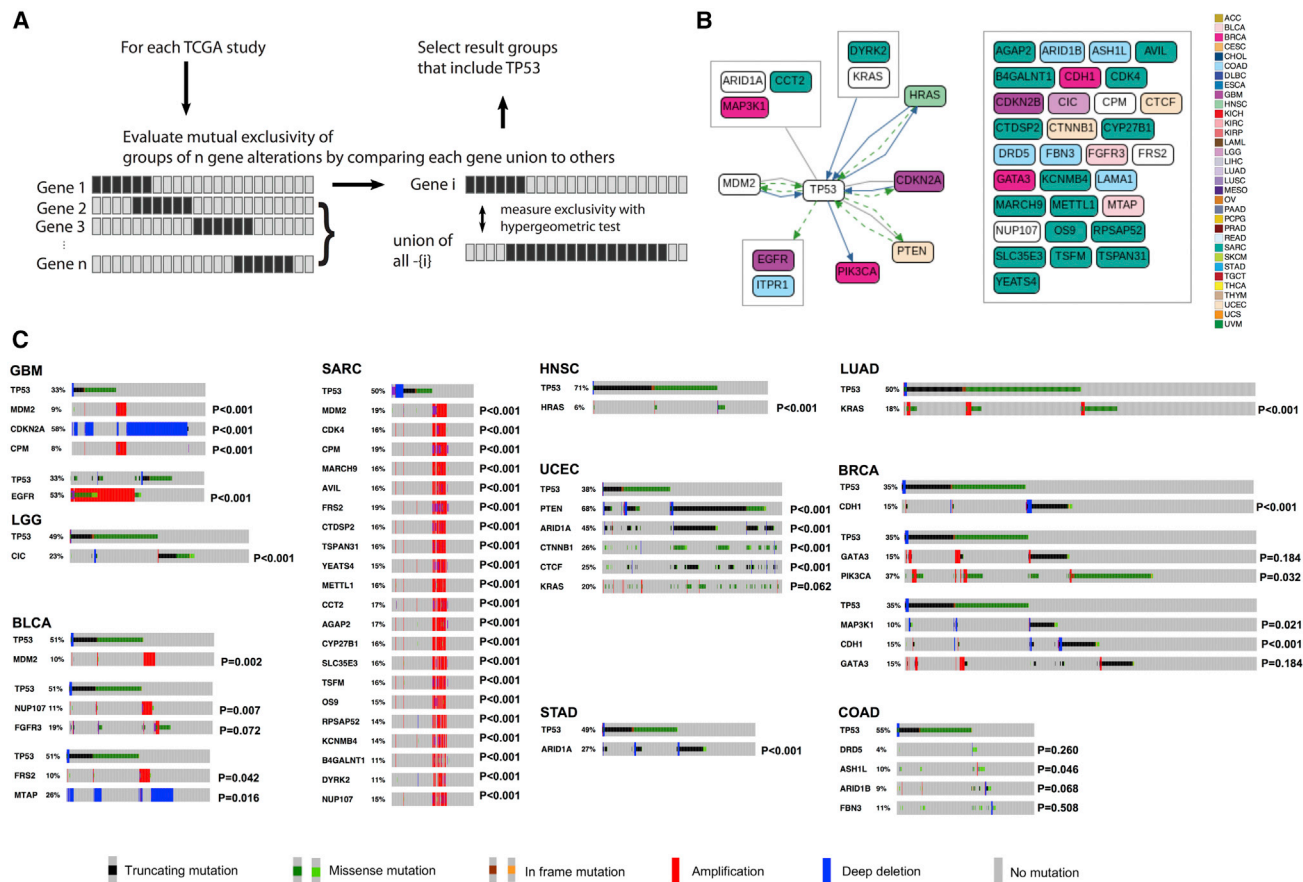 A
For each TCGA study
Select result groups
that include TP53
Evaluate mutual exclusivity of
groups of n gene alterations by comparing each gene union to others
Gene 1
Gene 2
Gene 3
⋮
Gene n
Gene i
measure exclusivity with
hypergeometric test
union of
all -{i}
B
DYRK2
KRAS
ARID1A
CCT2
MAP3K1
HRAS
MDM2
TP53
CDKN2A
PTEN
EGFR
ITPR1
PIK3CA
AGAP2 ARID1B ASH1L AVIL
B4GALNT1 CDH1 CDK4
CDKN2B CIC CPM CTCF
CTDSP2 CTNNB1 CYP27B1
DRD5 FBN3 FGFR3 FRS2
GATA3 KCNMB4 LAMA1
MARCH9 METTL1 MTAP
NUP107 OS9 RPSAP52
SLC35E3 TSFM TSPAN31
YEATS4
ACC
BLCA
BRCA
CESC
CHOL
COAD
DLBC
ESCA
GBM
HNSC
KICH
KIRC
KIRP
LAML
LGG
LIHC
LUAD
LUSC
MESO
OV
PAAD
PCPG
PRAD
READ
SARC
SKCM
STAD
TGCT
THCA
THYM
UCEC
UCS
UVM
C
GBM
TP53 33%
MDM2 9% P<0.001
CDKN2A 58% P<0.001
CPM 8% P<0.001
TP53 33%
EGFR 53% P<0.001
LGG
TP53 49%
CIC 23% P<0.001
BLCA
TP53 51%
MDM2 10% P=0.002
TP53 51%
NUP107 11% P=0.007
FGFR3 19% P=0.072
TP53 51%
FRS2 10% P=0.042
MTAP 26% P=0.016
SARC
TP53 50%
MDM2 19% P<0.001
CDK4 16% P<0.001
CPM 19% P<0.001
MARCH9 16% P<0.001
AVIL 16% P<0.001
FRS2 19% P<0.001
CTDSP2 16% P<0.001
TSPAN31 16% P<0.001
YEATS4 15% P<0.001
METTL1 16% P<0.001
CCT2 17% P<0.001
AGAP2 17% P<0.001
CYP27B1 16% P<0.001
SLC35E3 16% P<0.001
TSFM 16% P<0.001
OS9 15% P<0.001
RPSAP52 14% P<0.001
KCNMB4 14% P<0.001
B4GALNT1 11% P<0.001
DYRK2 11% P<0.001
NUP107 15% P<0.001
HNSC
TP53 71%
HRAS 6% P<0.001
UCEC
TP53 38%
PTEN 68% P<0.001
ARID1A 45% P<0.001
CTNNB1 26% P<0.001
CTCF 25% P<0.001
KRAS 20% P=0.062
STAD
TP53 49%
ARID1A 27% P<0.001
LUAD
TP53 50%
KRAS 18% P<0.001
BRCA
TP53 35%
CDH1 15% P<0.001
TP53 35%
GATA3 15% P=0.184
PIK3CA 37% P=0.032
TP53 35%
MAP3K1 10% P=0.021
CDH1 15% P<0.001
GATA3 15% P=0.184
COAD
TP53 55%
DRD5 4% P=0.260
ASH1L 10% P=0.046
ARID1B 9% P=0.068
FBN3 11% P=0.508
Truncating mutation
Missense mutation
In frame mutation
Amplification
Deep deletion
No mutation